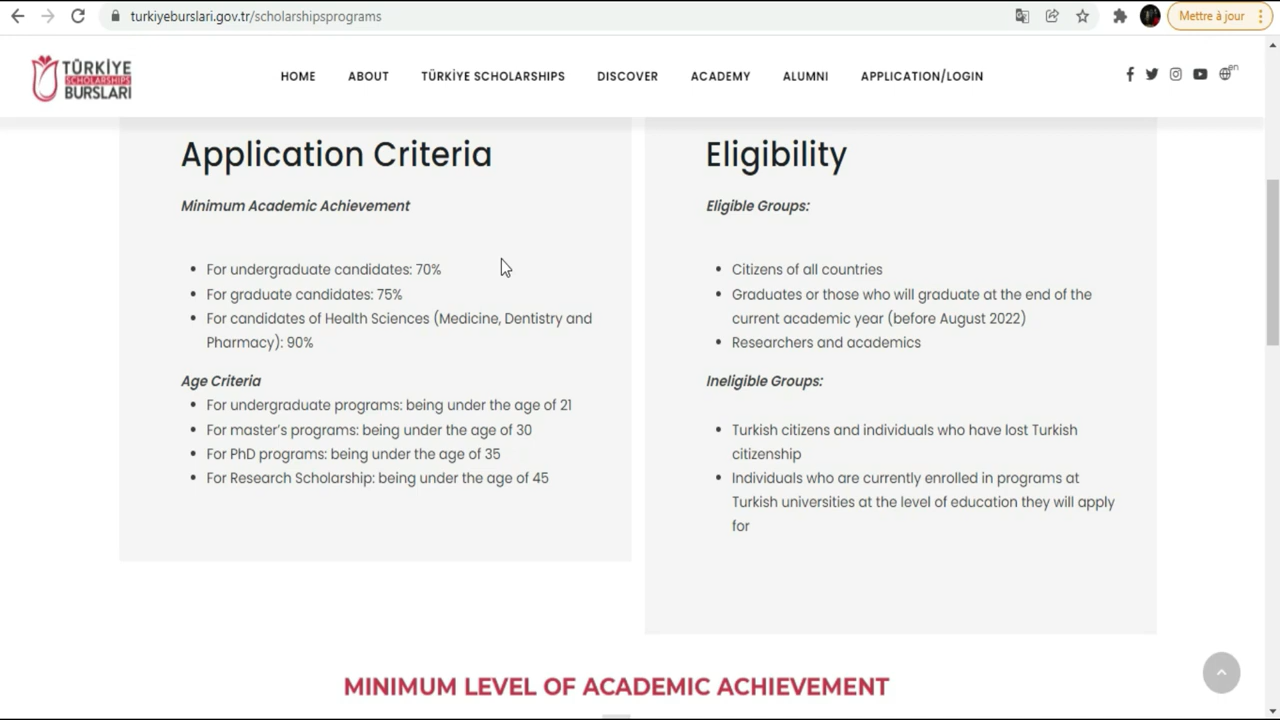 turkiyeburslari.gov.tr/scholarshipsprograms
Mettre à jour
TÜRKİYE
SCHOLARSHIPS
BURSLARI
HOME
ABOUT
TÜRKİYE SCHOLARSHIPS
DISCOVER
ACADEMY
ALUMNI
APPLICATION/LOGIN
en
Application Criteria
Minimum Academic Achievement
• For undergraduate candidates: 70%
• For graduate candidates: 75%
• For candidates of Health Sciences (Medicine, Dentistry and
Pharmacy): 90%
Age Criteria
• For undergraduate programs: being under the age of 21
• For master's programs: being under the age of 30
• For PhD programs: being under the age of 35
• For Research Scholarship: being under the age of 45
Eligibility
Eligible Groups:
• Citizens of all countries
• Graduates or those who will graduate at the end of the
current academic year (before August 2022)
• Researchers and academics
Ineligible Groups:
• Turkish citizens and individuals who have lost Turkish
citizenship
• Individuals who are currently enrolled in programs at
Turkish universities at the level of education they will apply
for
MINIMUM LEVEL OF ACADEMIC ACHIEVEMENT